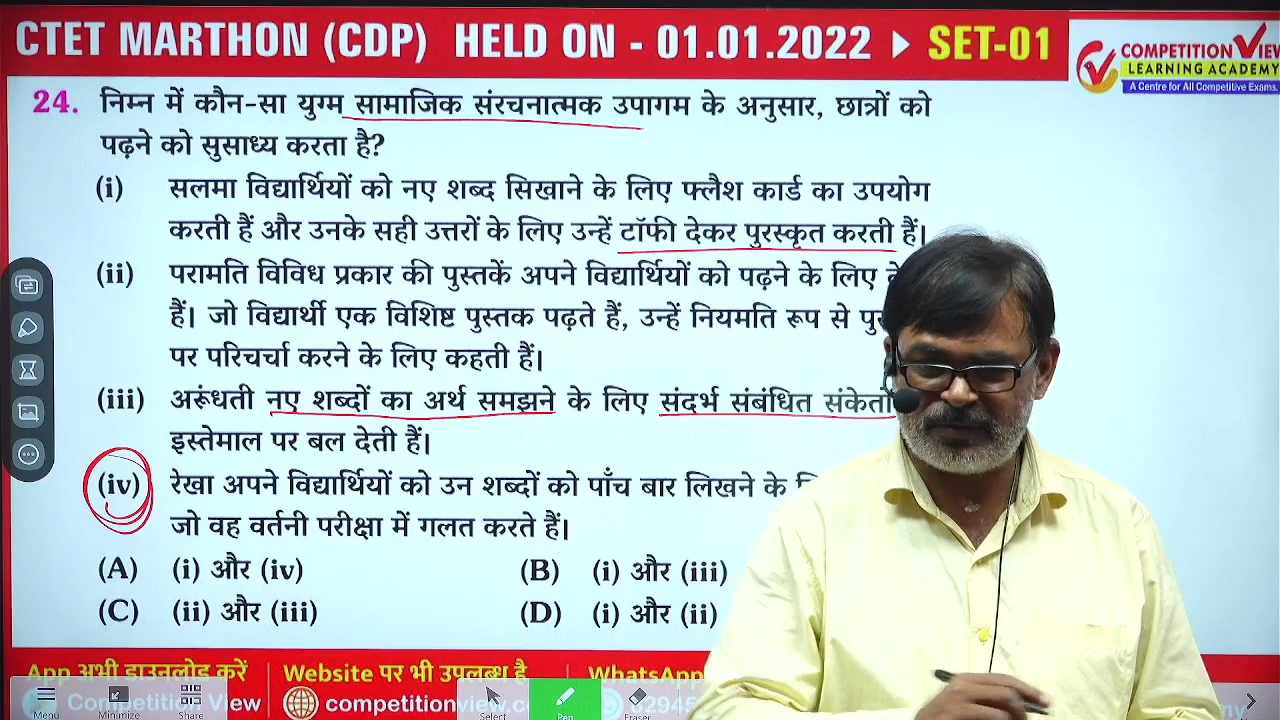 CTET MARTHON (CDP) HELD ON - 01.01.2022 SET-01
COMPETITION VIEW
LEARNING ACADEMY
A Centre for All Competitive Exams.
24. निम्न में कौन-सा युग्म सामाजिक संरचनात्मक उपागम के अनुसार, छात्रों को
पढ़ने को सुसाध्य करता है?
(i) सलमा विद्यार्थियों को नए शब्द सिखाने के लिए फ्लैश कार्ड का उपयोग
करती हैं और उनके सही उत्तरों के लिए उन्हें टॉफी देकर पुरस्कृत करती हैं।
(ii) परामति विविध प्रकार की पुस्तकें अपने विद्यार्थियों को पढ़ने के लिए
हैं। जो विद्यार्थी एक विशिष्ट पुस्तक पढ़ते हैं, उन्हें नियमति रूप से
पर परिचर्चा करने के लिए कहती हैं।
(iii) अरूंधती नए शब्दों का अर्थ समझने के लिए संदर्भ संबंधित संकेतों
इस्तेमाल पर बल देती हैं।
(iv) रेखा अपने विद्यार्थियों को उन शब्दों को पाँच बार लिखने के
जो वह वर्तनी परीक्षा में गलत करते हैं।
(A) (i) और (iv) (B) (i) और (iii)
(C) (ii) और (iii) (D) (i) और (ii)
App अभी डाउनलोड करें Website पर भी उपलब्ध है WhatsApp
Competition View competitionview
Menu Minimize Share Select Pen Eraser